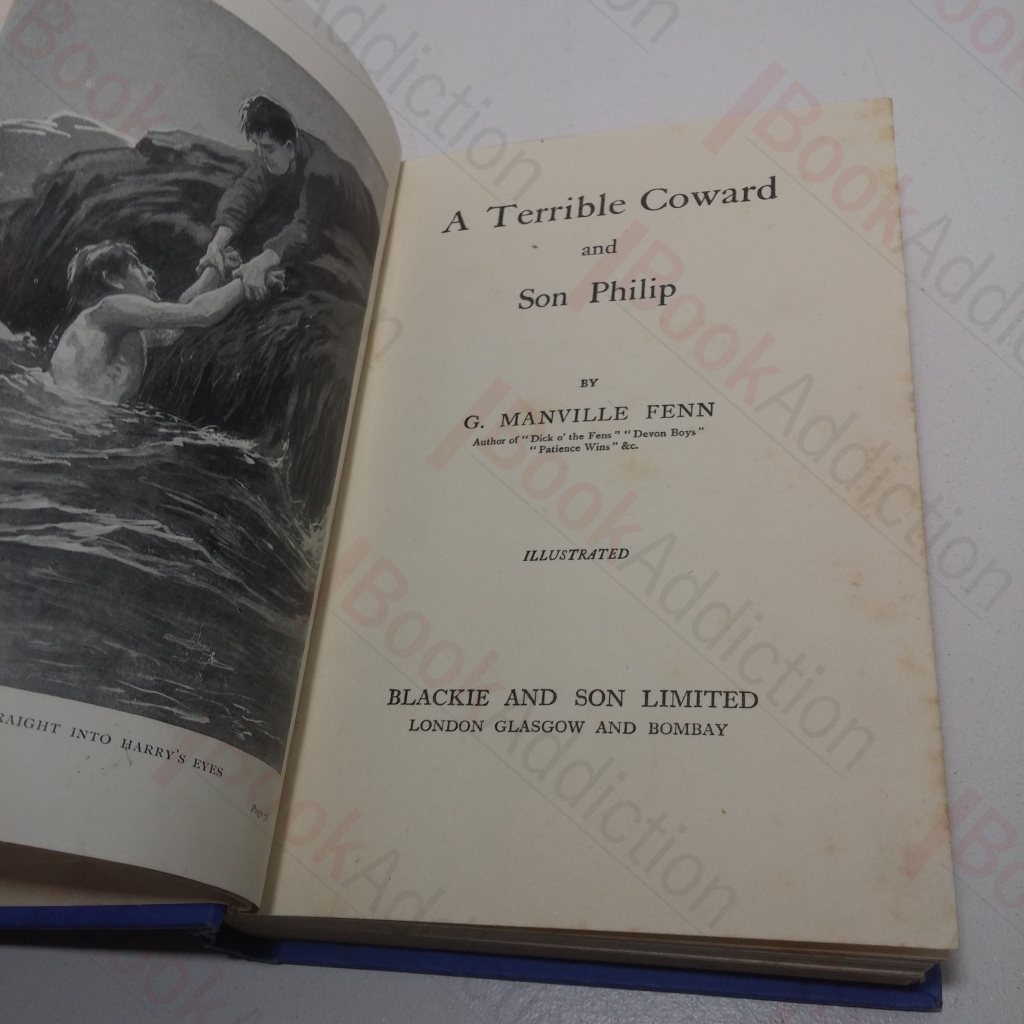 RAIGHT INTO HARRY'S EYES
A Terrible Coward
and
Son Philip
BY
G. MANVILLE FENN
Author of "Dick o' the Fens" "Devon Boys"
"Patience Wins" &c.
ILLUSTRATED
BLACKIE AND SON LIMITED
LONDON GLASGOW AND BOMBAY
BookAddiction